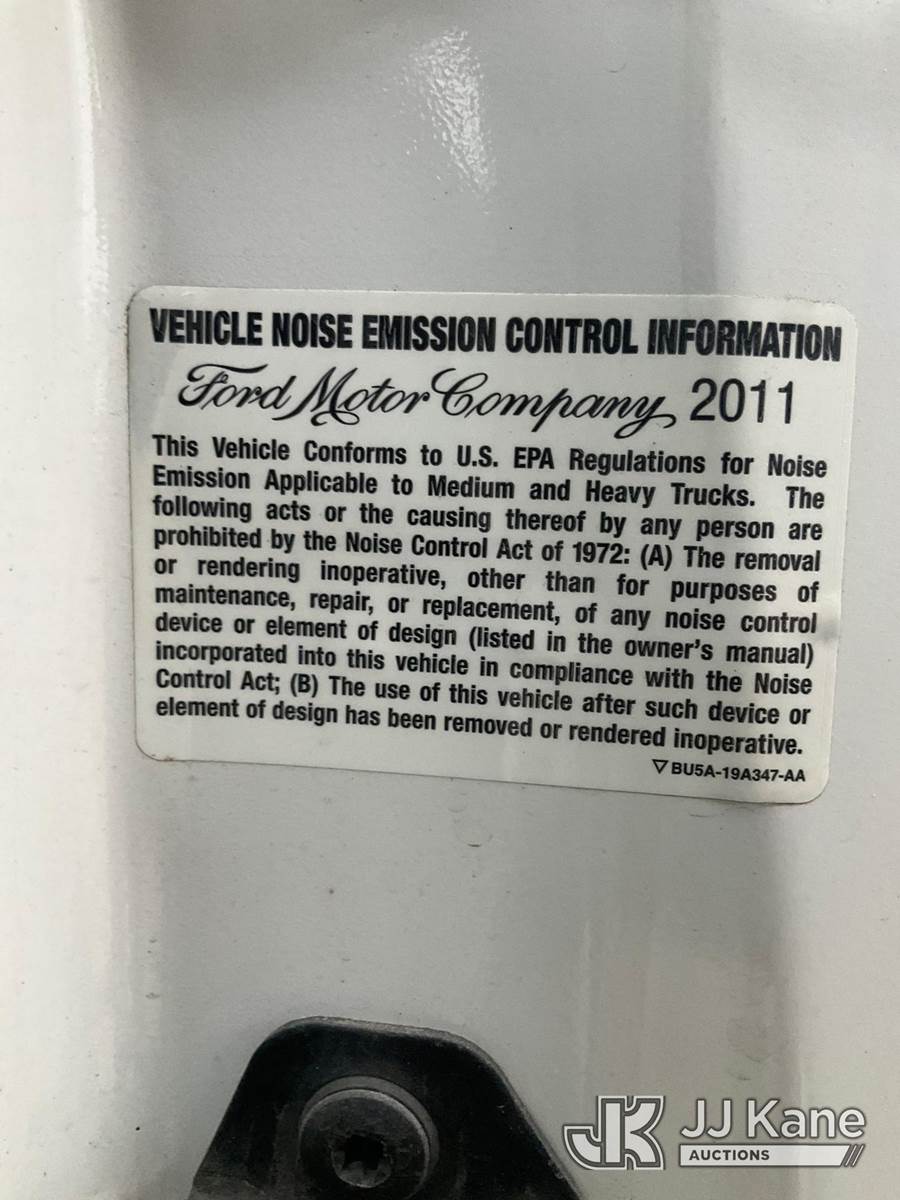 VEHICLE NOISE EMISSION CONTROL INFORMATION
Ford Motor Company 2011
This Vehicle Conforms to U.S. EPA Regulations for Noise
Emission Applicable to Medium and Heavy Trucks. The
following acts or the causing thereof by any person are
prohibited by the Noise Control Act of 1972: (A) The removal
or rendering inoperative, other than for purposes of
maintenance, repair, or replacement, of any noise control
device or element of design (listed in the owner's manual)
incorporated into this vehicle in compliance with the Noise
Control Act; (B) The use of this vehicle after such device or
element of design has been removed or rendered inoperative.
▽ BU5A-19A347-AA
JK JJ Kane
AUCTIONS